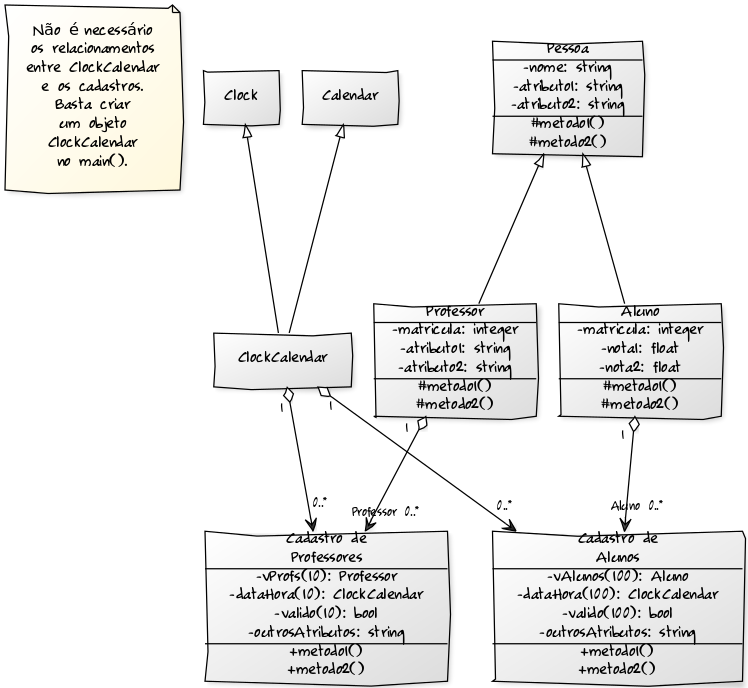 Não é necessário
os relacionamentos
entre ClockCalendar
e os cadastros.
Basta criar
um objeto
ClockCalendar
no main().
Clock
Calendar
Pessoa
-nome: string
-atributo1: string
-atributo2: string
#metodo1()
#metodo2()
ClockCalendar
Professor
-matricula: integer
-atributo1: string
-atributo2: string
#metodo1()
#metodo2()
Aluno
-matricula: integer
-nota1: float
-nota2: float
#metodo1()
#metodo2()
1
1
1
1
0..*
Professor 0..*
0..*
Aluno 0..*
Cadastro de
Professores
-vProfs(10): Professor
-dataHora(10): ClockCalendar
-valido(10): bool
-outrosAtributos: string
+metodo1()
+metodo2()
Cadastro de
Alunos
-vAlunos(100): Aluno
-dataHora(100): ClockCalendar
-valido(100): bool
-outrosAtributos: string
+metodo1()
+metodo2()